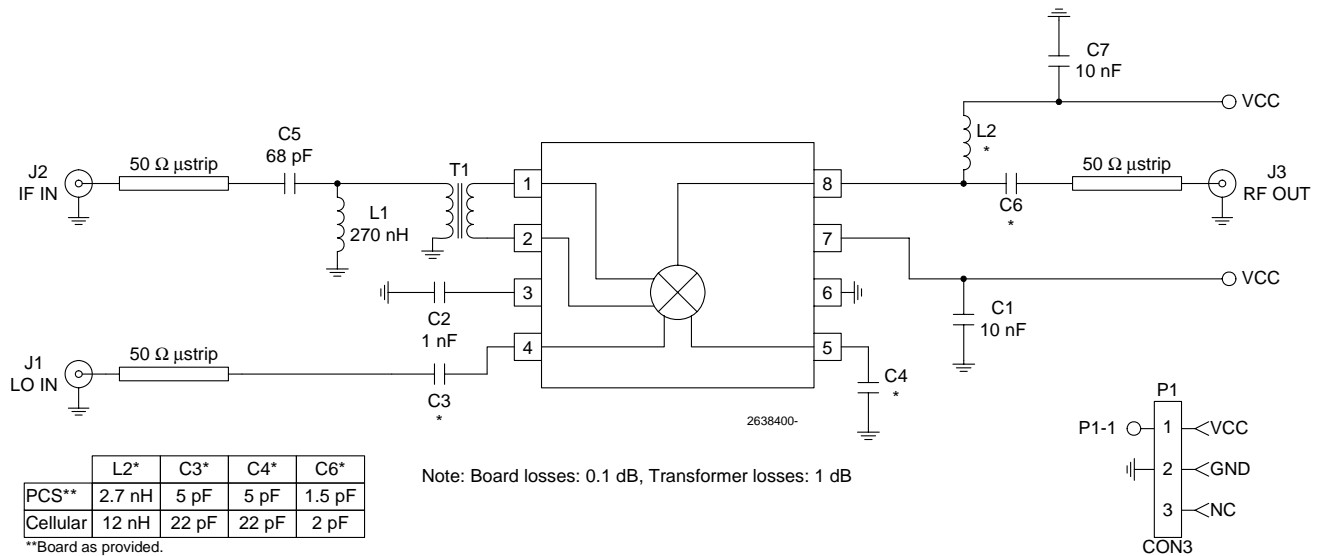 C7
10 nF
VCC
L2
*
C5
68 pF
J2
IF IN
50 Ω μstrip
T1
L1
270 nH
1
2
3
4
8
7
6
5
C6
*
50 Ω μstrip
J3
RF OUT
VCC
C1
10 nF
C2
1 nF
J1
LO IN
50 Ω μstrip
C3
*
C4
*
2638400-
P1
P1-1
1
VCC
2
GND
3
NC
CON3
L2* C3* C4* C6*
PCS** 2.7 nH 5 pF 5 pF 1.5 pF
Cellular 12 nH 22 pF 22 pF 2 pF
**Board as provided.
Note: Board losses: 0.1 dB, Transformer losses: 1 dB